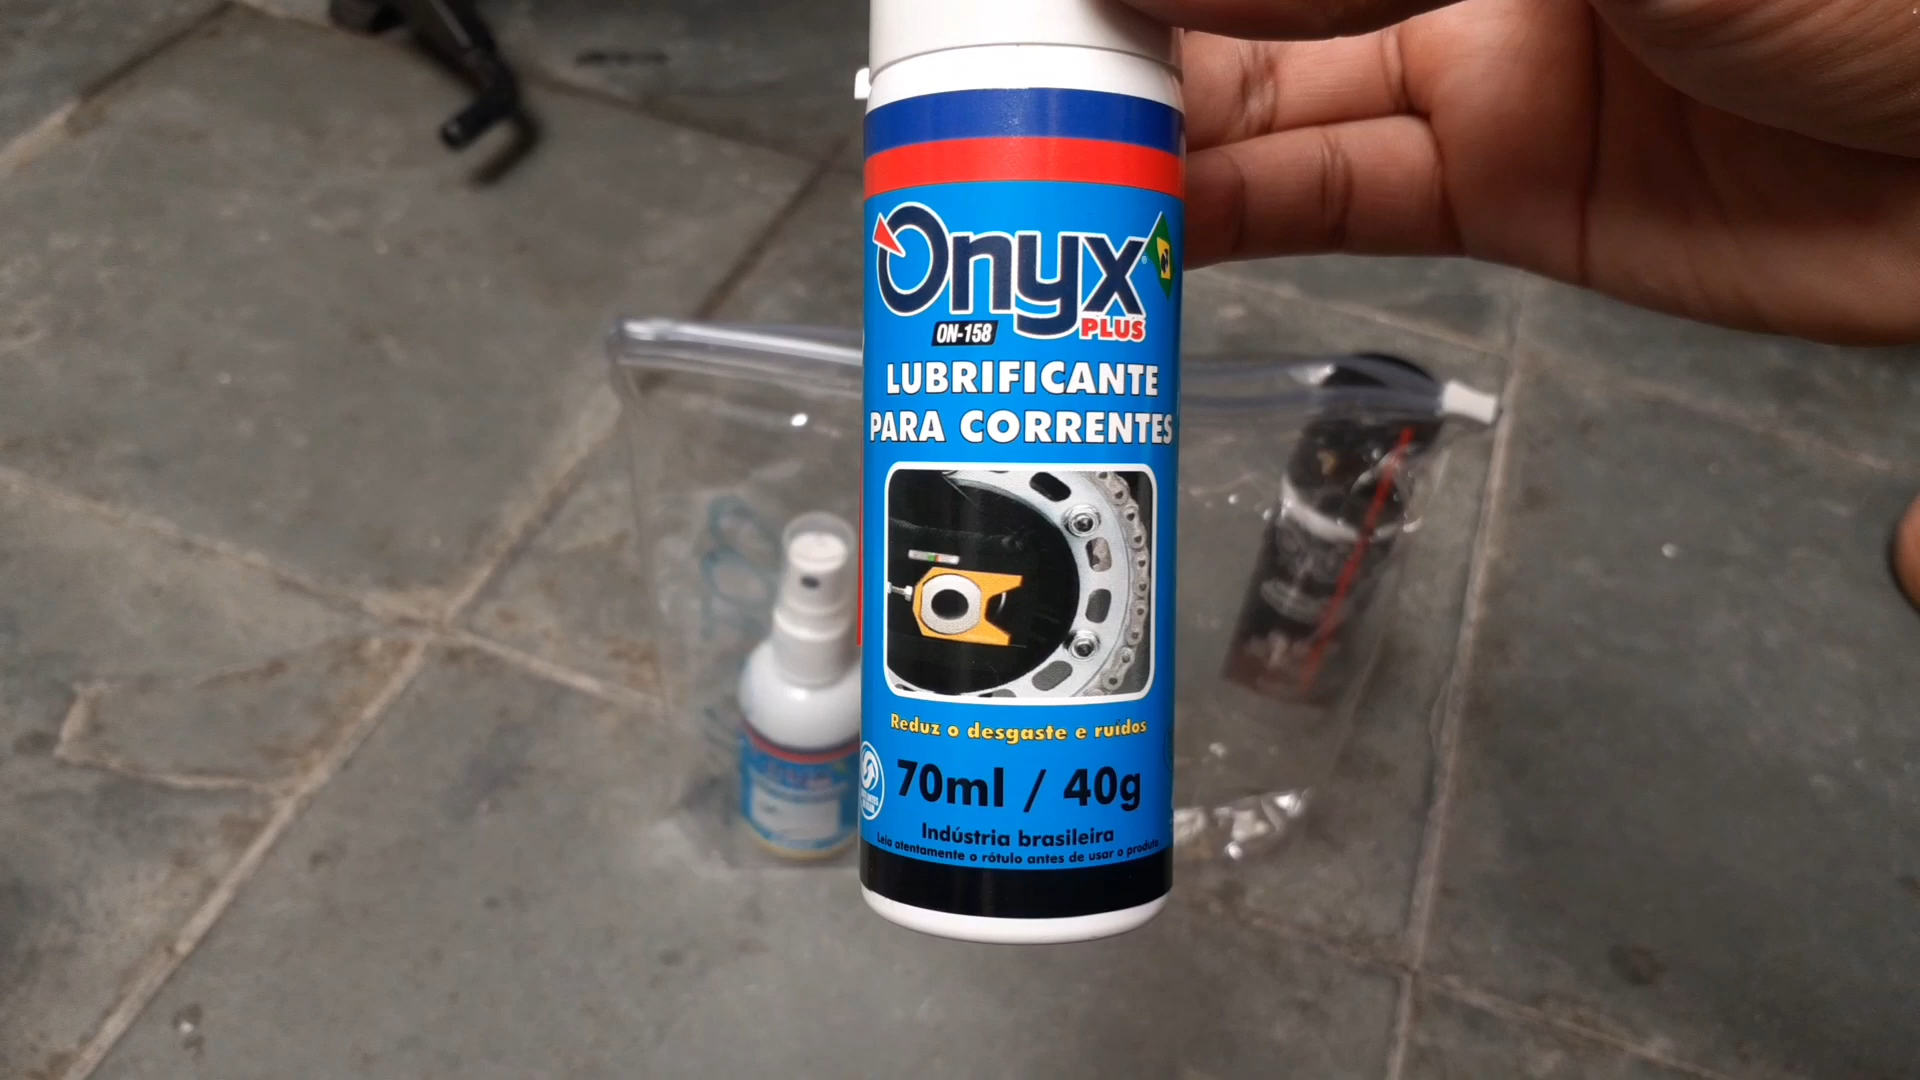 Onyx
PLUS
ON-158
LUBRIFICANTE
PARA CORRENTES
Reduz o desgaste e ruídos
70ml / 40g
Indústria brasileira
Leia atentamente o rótulo antes de usar o produto